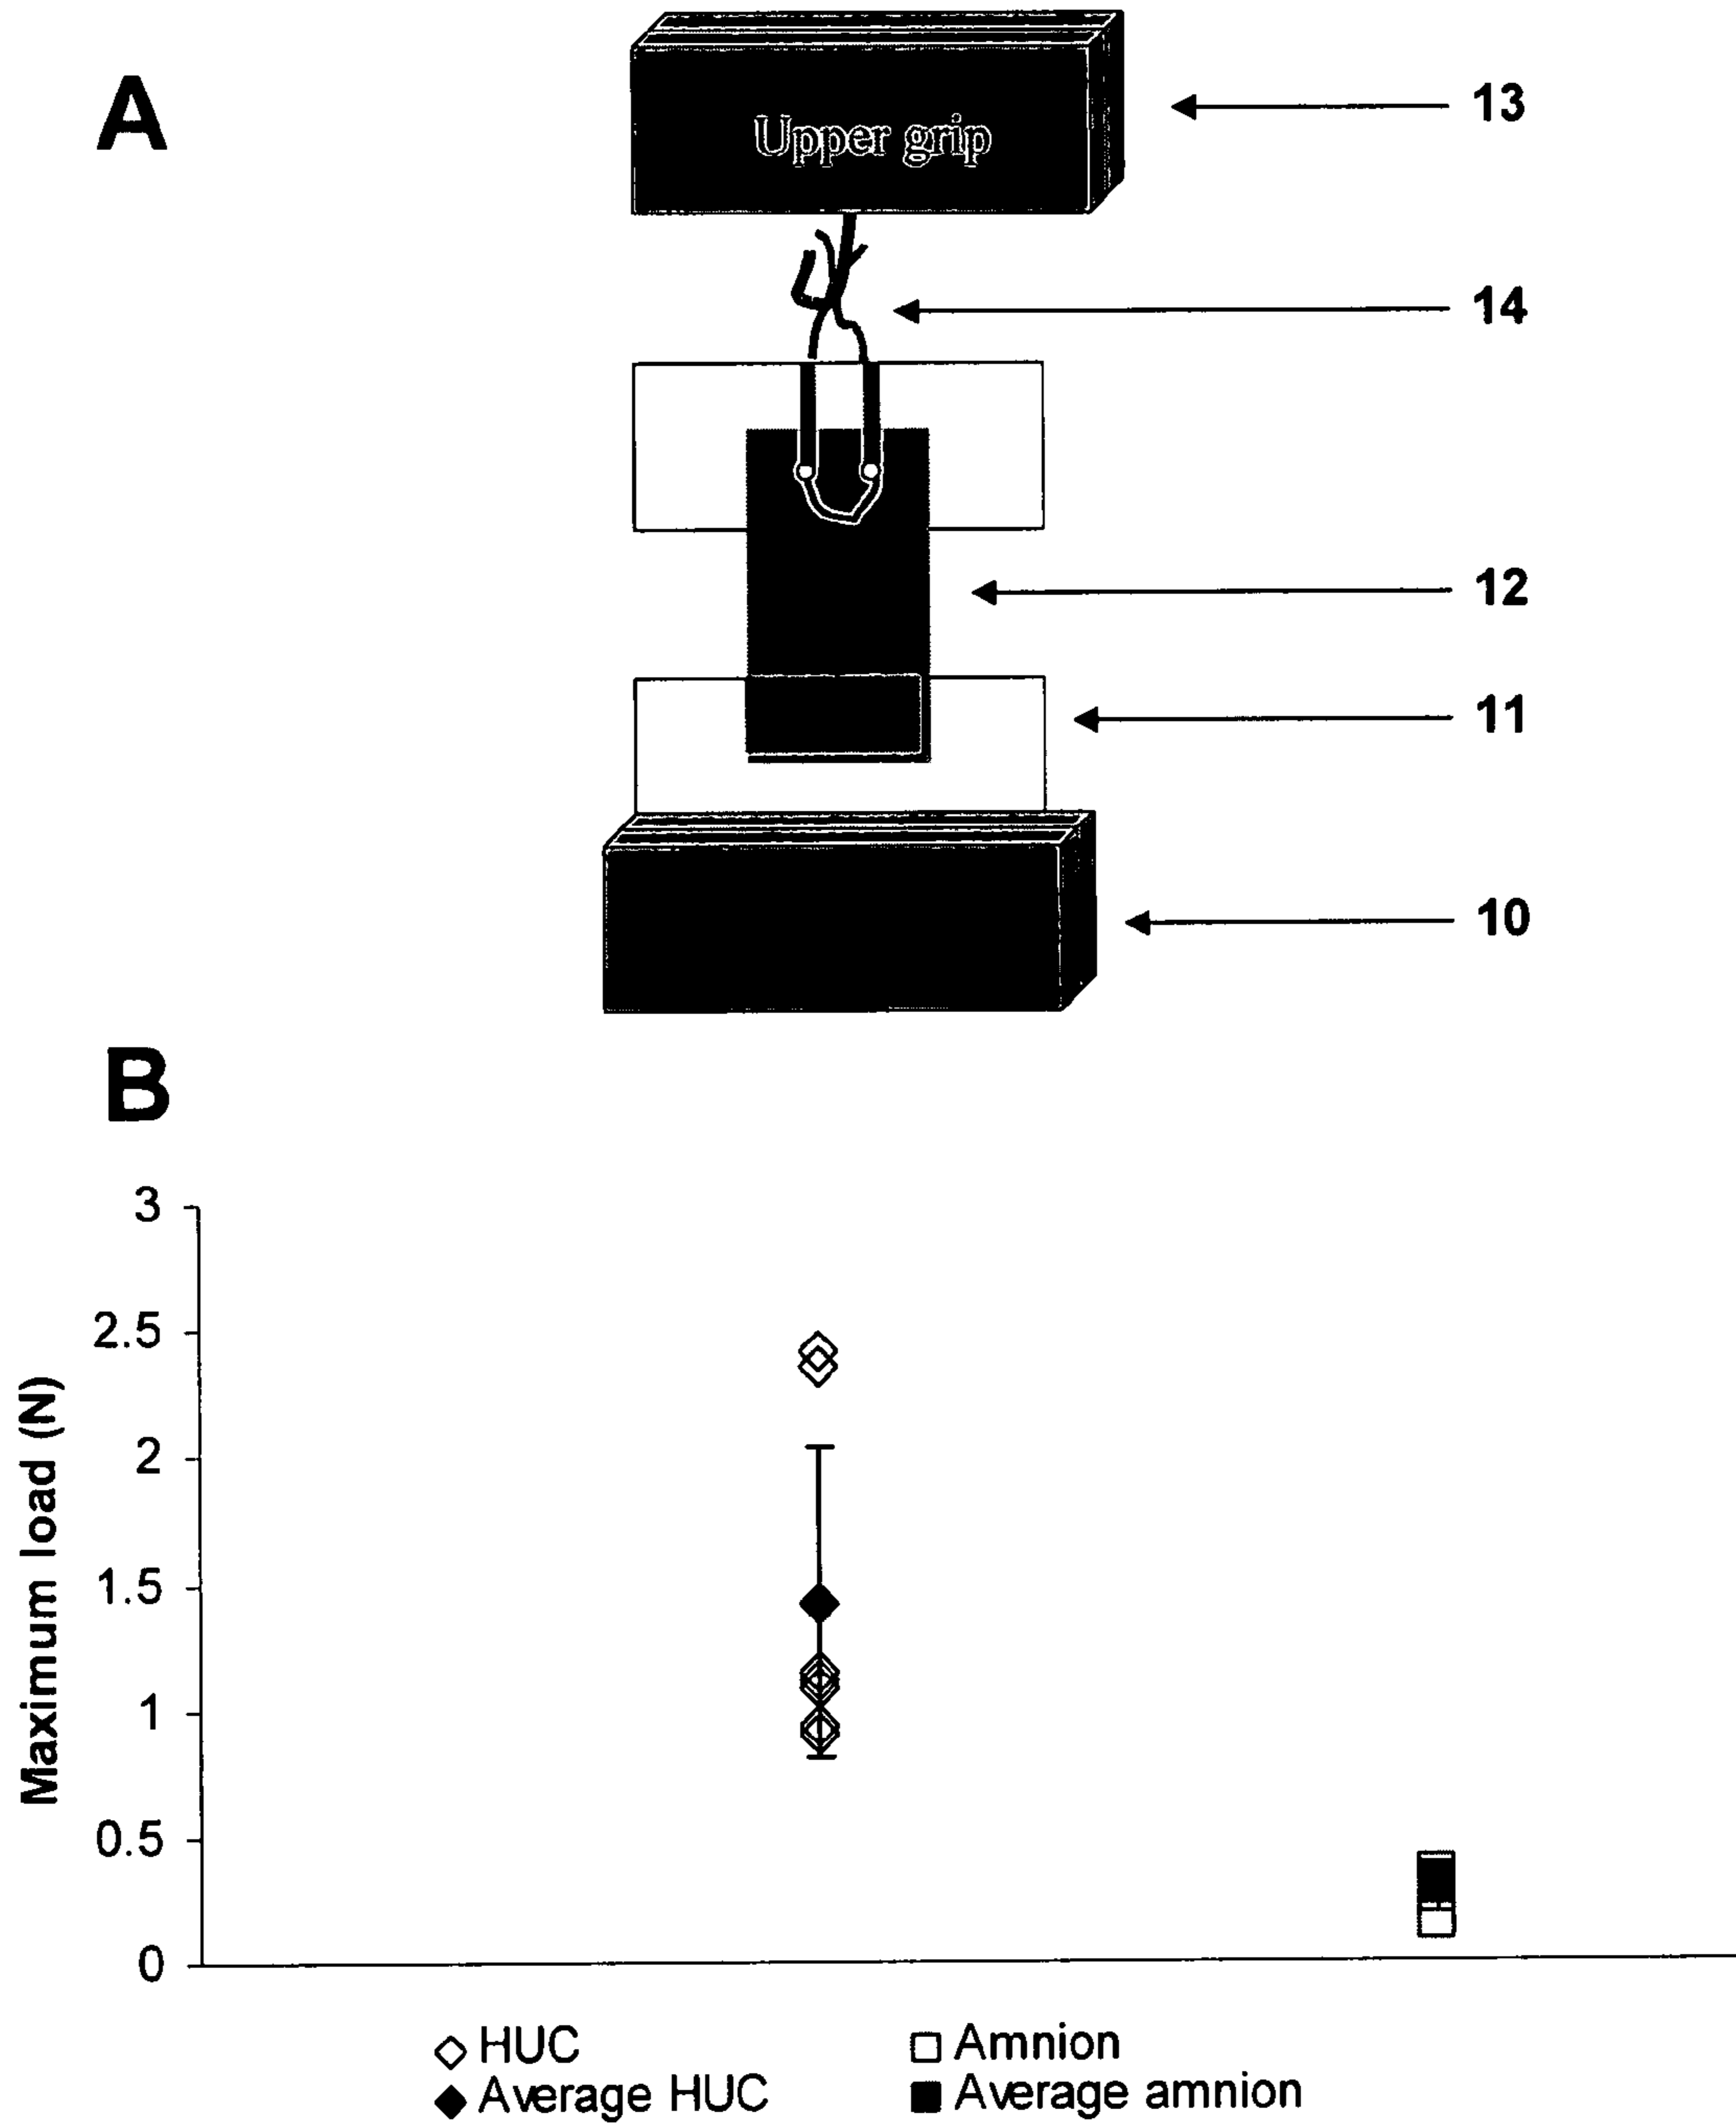 A
Upper grip
13
14
12
11
10
B
Maximum load (N)
3
2.5
2
1.5
1
0.5
0
HUC
Amnion
Average HUC
Average amnion